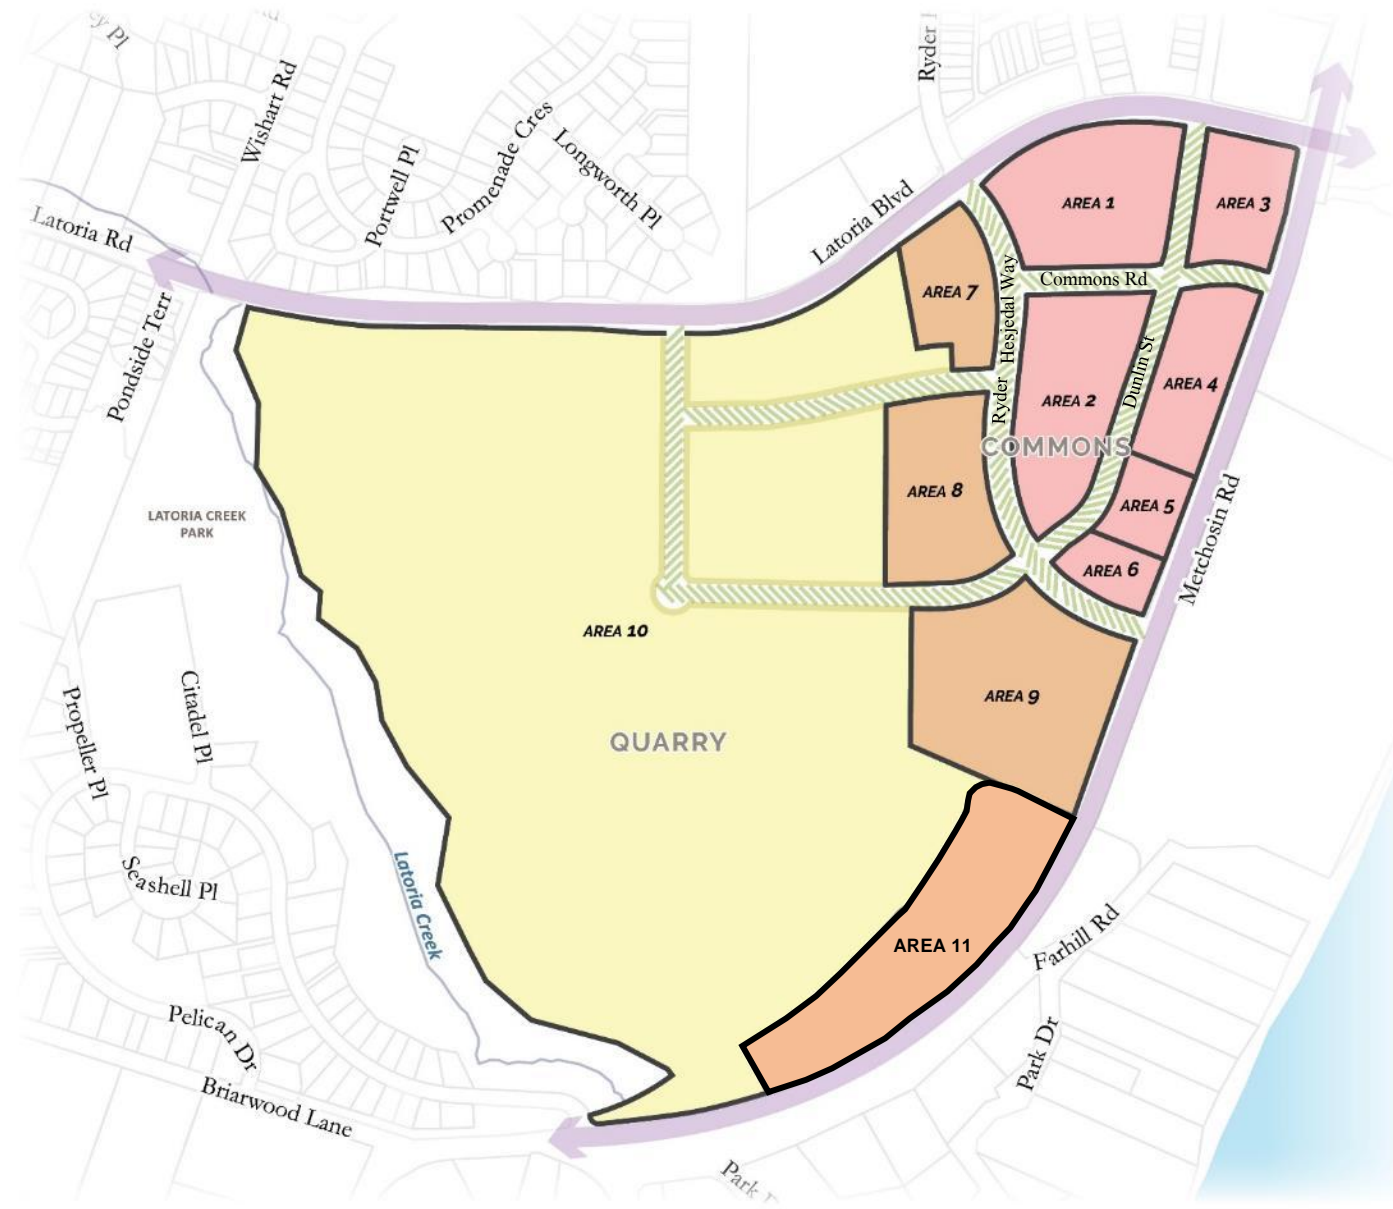 ey Pl
Wishart Rd
Ryder
Promenade Cres
Longworth Pl
Portwell Pl
Latoria Rd
Latoria Blvd
AREA 1
AREA 3
Commons Rd
AREA 7
Ryder Hesjedal Way
Pondside Terr
Dunlin St
AREA 4
AREA 2
COMMONS
AREA 8
AREA 5
LATORIA CREEK
PARK
Metchosin Rd
AREA 6
AREA 10
AREA 9
Citadel Pl
Propeller Pl
QUARRY
Seashell Pl
Latoria Creek
AREA 11
Farhill Rd
Pelican Dr
Park Dr
Briarwood Lane
Park